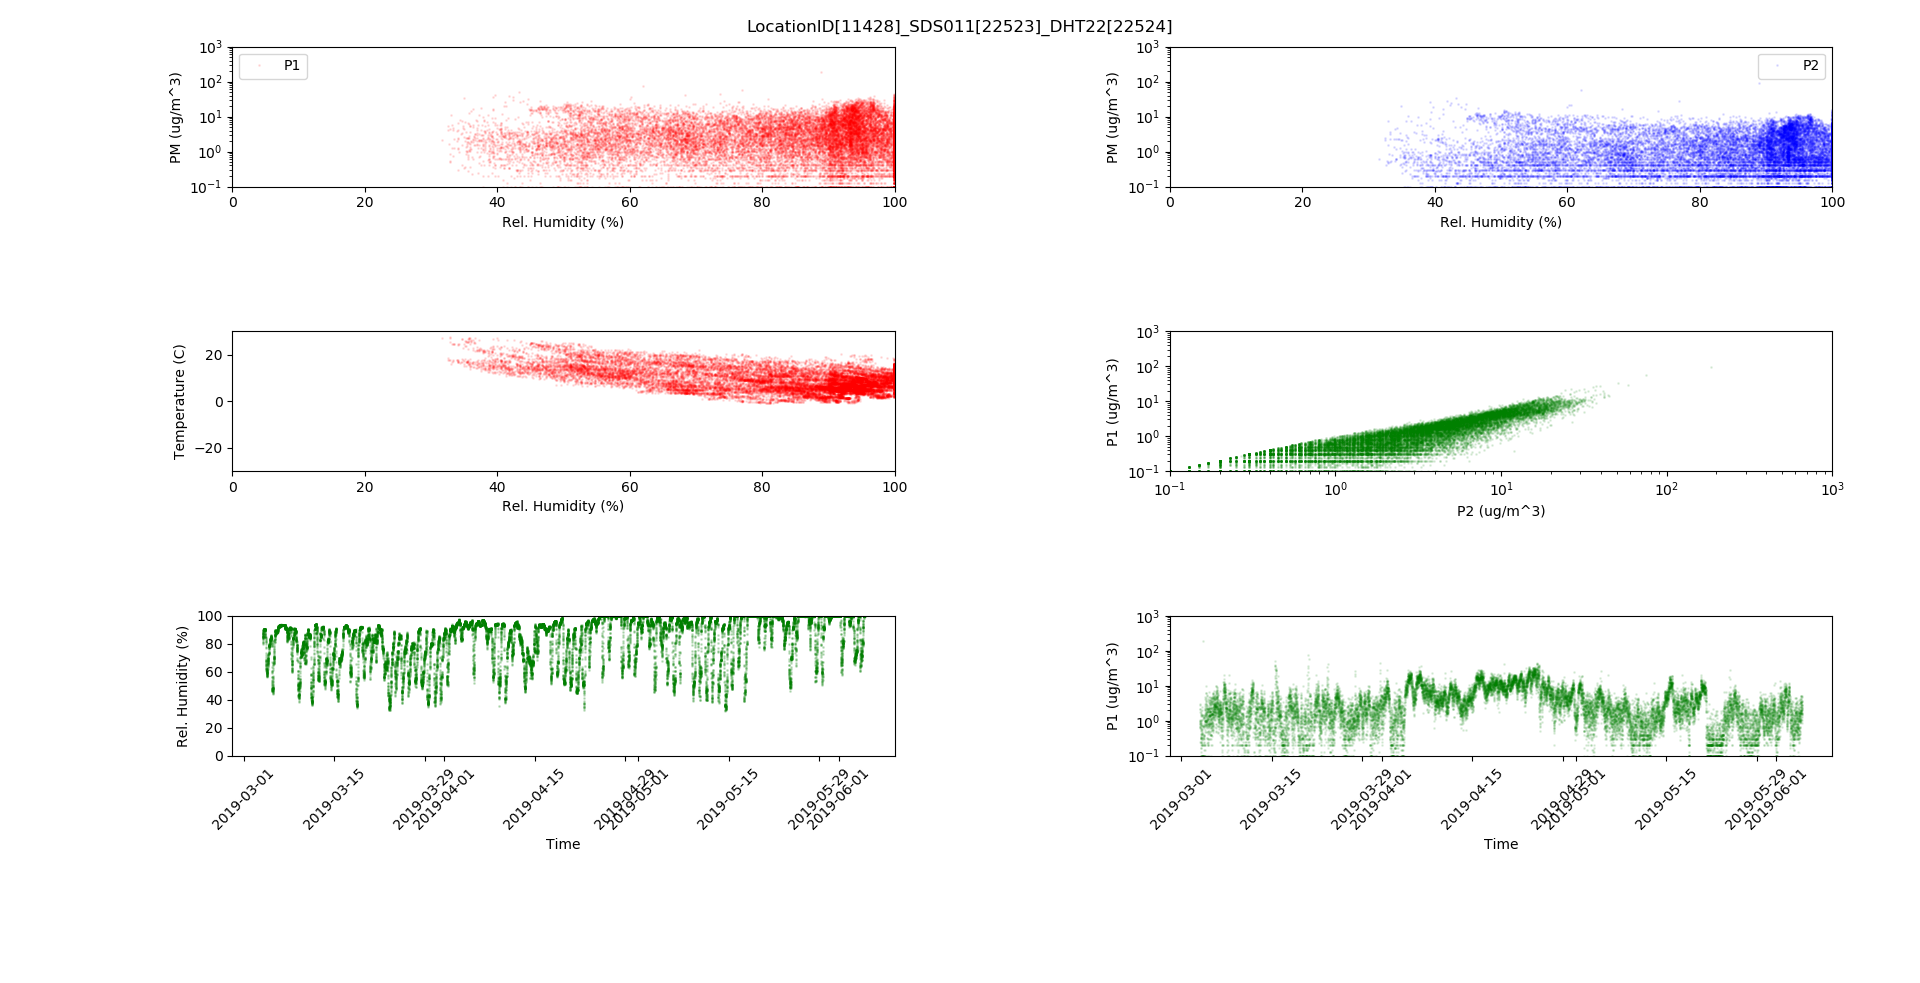 LocationID[11428]_SDS011[22523]_DHT22[22524]
PM (ug/m^3)
10^3
10^2
10^1
10^0
10^-1
P1
0 20 40 60 80 100
Rel. Humidity (%)
PM (ug/m^3)
10^3
10^2
10^1
10^0
10^-1
P2
0 20 40 60 80 100
Rel. Humidity (%)
Temperature (C)
20
0
−20
0 20 40 60 80 100
Rel. Humidity (%)
P1 (ug/m^3)
10^3
10^2
10^1
10^0
10^-1
10^-1 10^0 10^1 10^2 10^3
P2 (ug/m^3)
Rel. Humidity (%)
100
80
60
40
20
0
2019-03-01 2019-03-15 2019-03-29 2019-04-01 2019-04-15 2019-04-29 2019-05-01 2019-05-15 2019-05-29 2019-06-01
Time
P1 (ug/m^3)
10^3
10^2
10^1
10^0
10^-1
2019-03-01 2019-03-15 2019-03-29 2019-04-01 2019-04-15 2019-04-29 2019-05-01 2019-05-15 2019-05-29 2019-06-01
Time